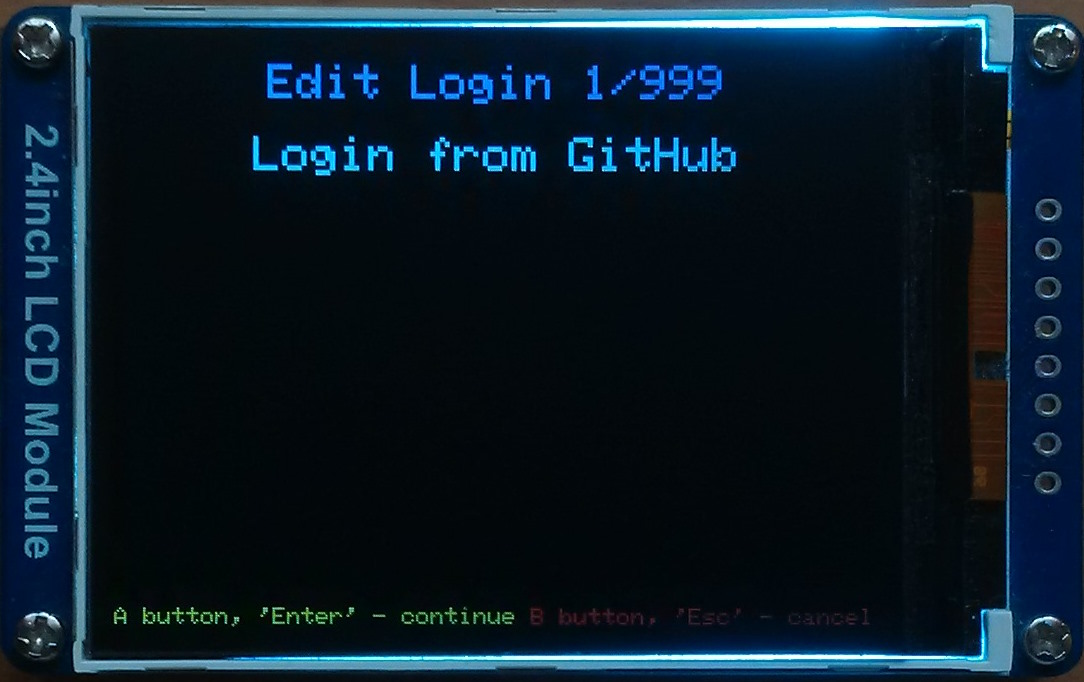 Edit Login 1/999
Login from GitHub
A button, 'Enter' - continue B button, 'Esc' - cancel
2.4inch LCD Module